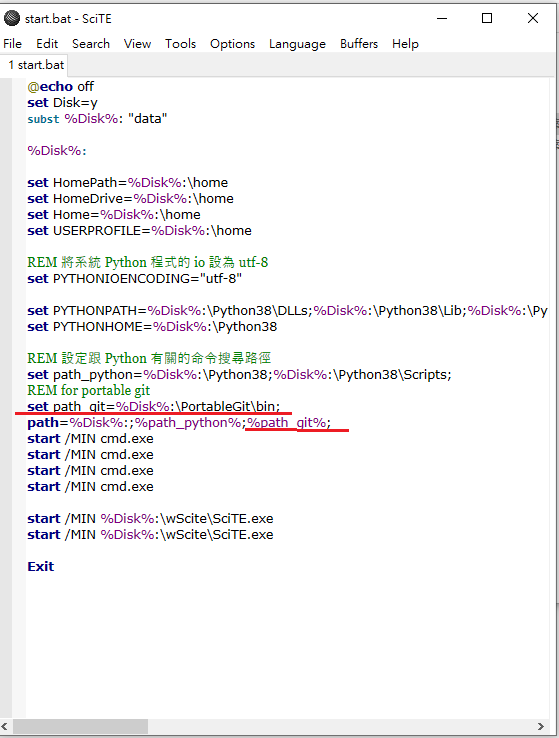 start.bat - SciTE
File Edit Search View Tools Options Language Buffers Help
1 start.bat
@echo off
set Disk=y
subst %Disk%: "data"
%Disk%:
set HomePath=%Disk%:\home
set HomeDrive=%Disk%:\home
set Home=%Disk%:\home
set USERPROFILE=%Disk%:\home
REM 將系統 Python 程式的 io 設為 utf-8
set PYTHONIOENCODING="utf-8"
set PYTHONPATH=%Disk%:\Python38\DLLs;%Disk%:\Python38\Lib;%Disk%:\Py
set PYTHONHOME=%Disk%:\Python38
REM 設定跟 Python 有關的命令搜尋路徑
set path_python=%Disk%:\Python38;%Disk%:\Python38\Scripts;
REM for portable git
set path_git=%Disk%:\PortableGit\bin;
path=%Disk%:;%path_python%;%path_git%;
start /MIN cmd.exe
start /MIN cmd.exe
start /MIN cmd.exe
start /MIN cmd.exe
start /MIN %Disk%:\wScite\SciTE.exe
start /MIN %Disk%:\wScite\SciTE.exe
Exit